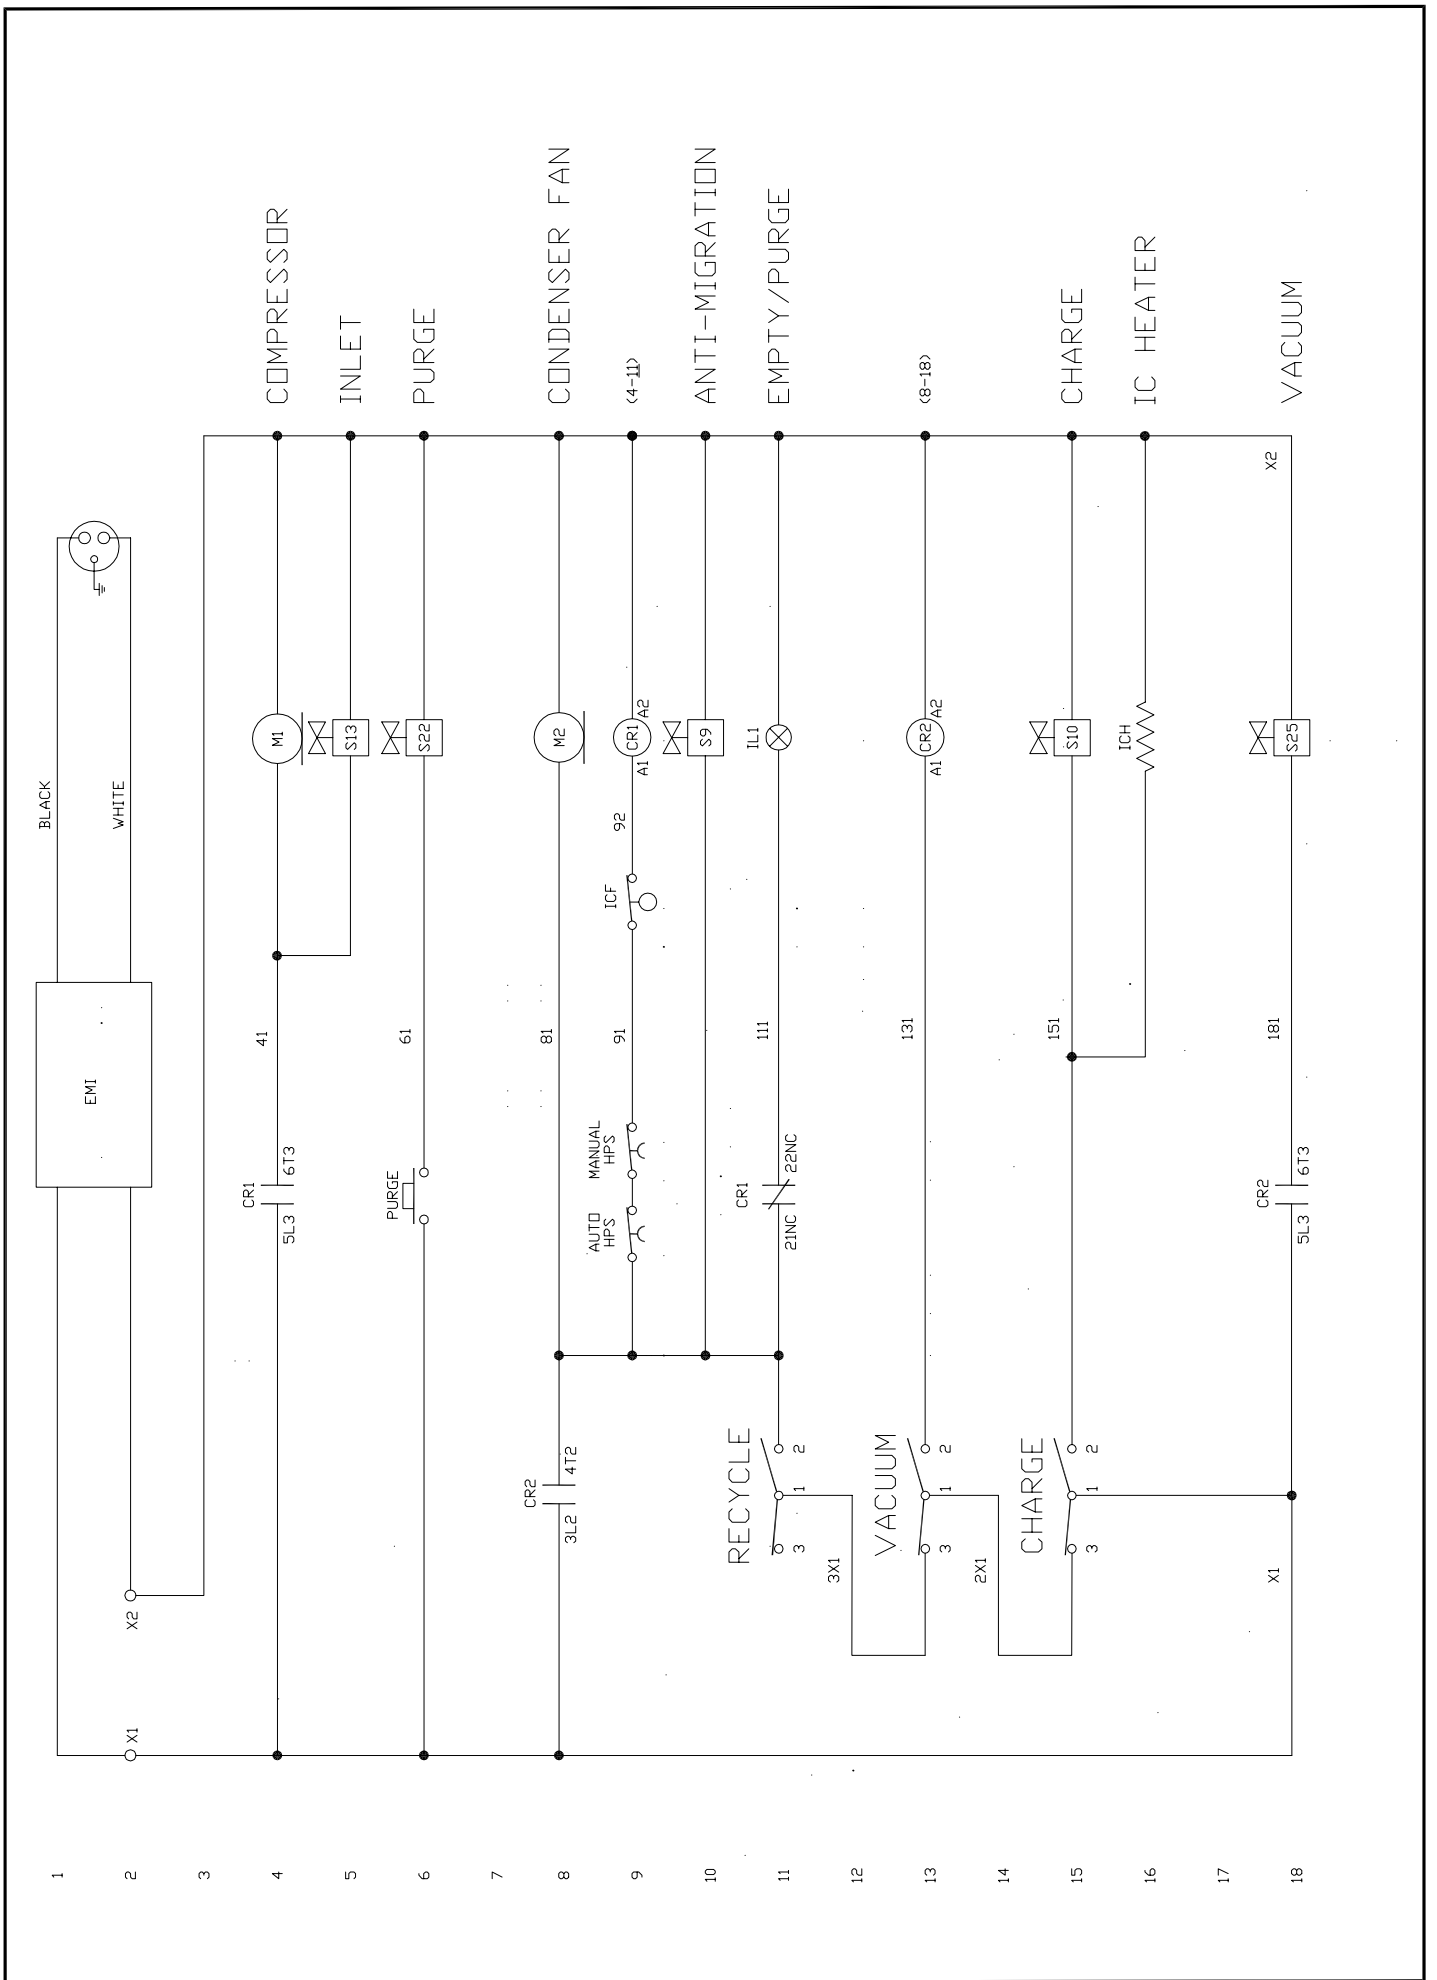 1
BLACK
EMI
2
WHITE
X1
X2
3
4
CR1
5L3
6T3
41
M1
COMPRESSOR
5
S13
INLET
6
PURGE
61
S22
PURGE
7
8
CR2
3L2
4T2
81
M2
CONDENSER FAN
9
AUTO
HPS
MANUAL
HPS
91
ICF
92
A1
CR1
A2
(4-11)
10
S9
ANTI-MIGRATION
11
RECYCLE
3
1
2
CR1
21NC
22NC
111
IL1
EMPTY/PURGE
12
3X1
13
VACUUM
3
1
2
131
A1
CR2
A2
(8-18)
14
2X1
15
CHARGE
3
1
2
151
S10
CHARGE
16
ICH
IC HEATER
17
18
X1
CR2
5L3
6T3
181
S25
X2
VACUUM